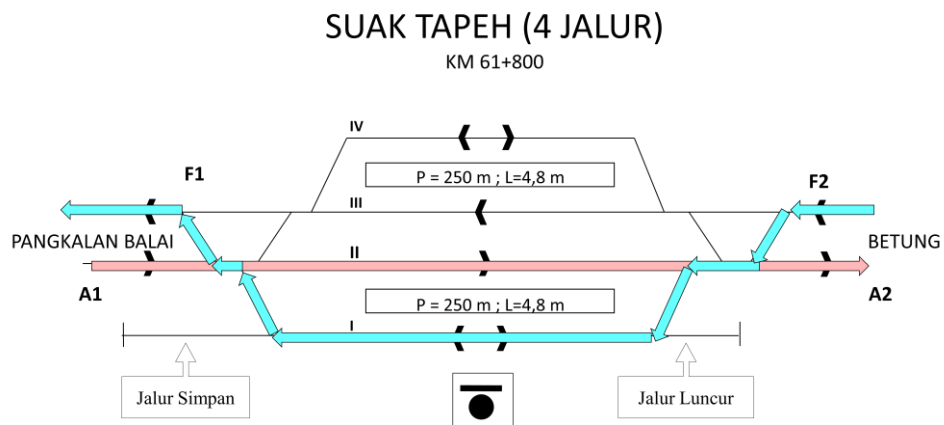 SUAK TAPEH (4 JALUR)
KM 61+800
IV
F1
P = 250 m ; L=4,8 m
F2
III
PANGKALAN BALAI
II
BETUNG
A1
P = 250 m ; L=4,8 m
A2
I
Jalur Simpan
Jalur Luncur